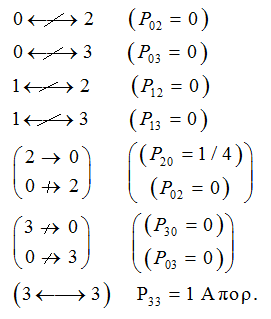 0 ↮ 2 (P₀₂ = 0)
0 ↮ 3 (P₀₃ = 0)
1 ↮ 2 (P₁₂ = 0)
1 ↮ 3 (P₁₃ = 0)
2 → 0 (P₂₀ = 1 / 4)
0 ↛ 2 (P₀₂ = 0)
3 ↛ 0 (P₃₀ = 0)
0 ↛ 3 (P₀₃ = 0)
(3 ⟷ 3) P₃₃ = 1 Απορ.